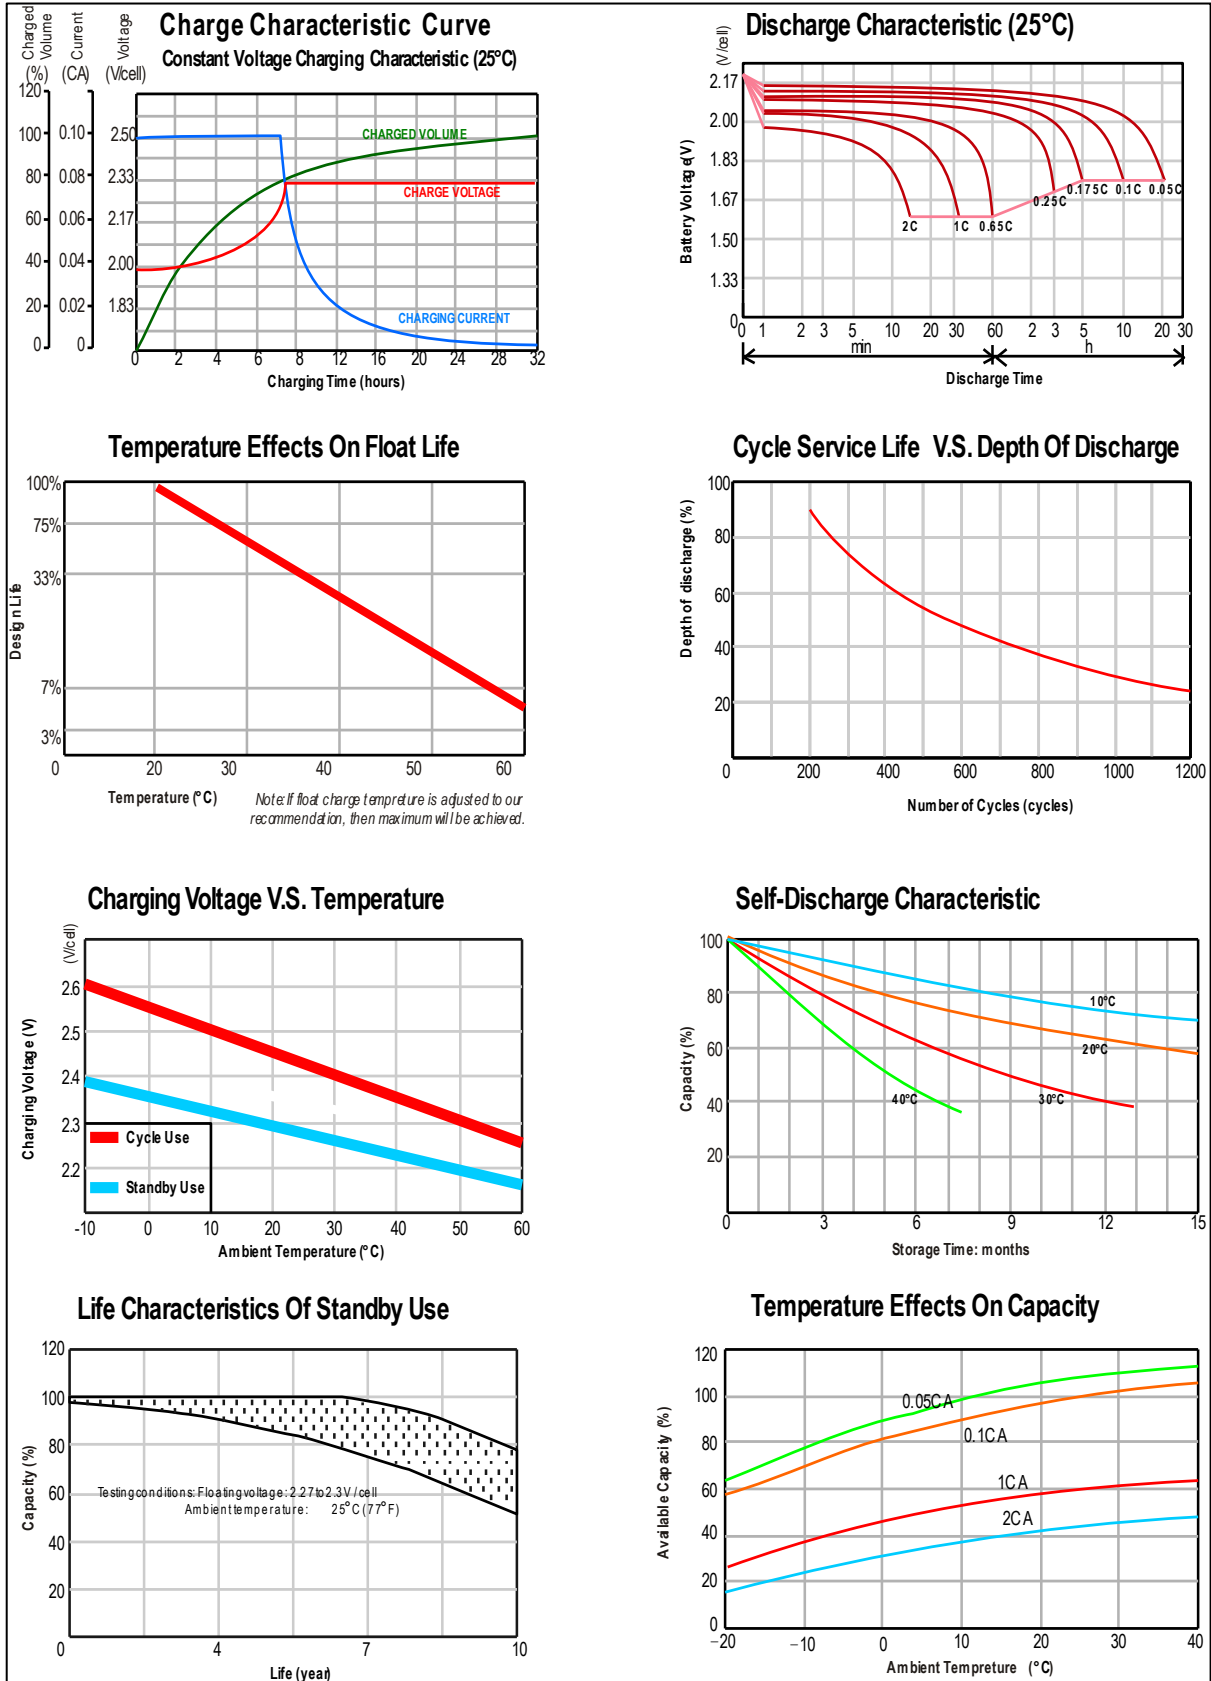 Charge Characteristic Curve
Constant Voltage Charging Characteristic (25°C)
Charged Volume (%)
Current (CA)
Voltage (V/cell)
120
100
80
60
40
20
0
0.10
0.08
0.06
0.04
0.02
0
2.50
2.33
2.17
2.00
1.83
CHARGED VOLUME
CHARGE VOLTAGE
CHARGING CURRENT
0 2 4 6 8 12 16 20 24 28 32
Charging Time (hours)
Discharge Characteristic (25°C)
(V/cell)
Battery Voltage(V)
2.17
2.00
1.83
1.67
1.50
1.33
0
2C 1C 0.65C 0.25C 0.175C 0.1C 0.05C
0 1 2 3 5 10 20 30 60 2 3 5 10 20 30
min h
Discharge Time
Temperature Effects On Float Life
Design Life
100%
75%
33%
7%
3%
0 20 30 40 50 60
Temperature (°C)
Note:If float charge tempreture is adjusted to our
recommendation, then maximum will be achieved.
Cycle Service Life V.S. Depth Of Discharge
Depth of discharge (%)
100
80
60
40
20
0 200 400 600 800 1000 1200
Number of Cycles (cycles)
Charging Voltage V.S. Temperature
(V/cell)
Charging Voltage (V)
2.6
2.5
2.4
2.3
2.2
Cycle Use
Standby Use
-10 0 10 20 30 40 50 60
Ambient Temperature (°C)
Self-Discharge Characteristic
Capacity (%)
100
80
60
40
20
10°C
20°C
30°C
40°C
0 3 6 9 12 15
Storage Time: months
Life Characteristics Of Standby Use
Capacity (%)
120
100
80
60
40
20
Testing conditions: Floating voltage: 2.27 to 2.3V/cell
Ambient temperature: 25°C (77°F)
0 4 7 10
Life (year)
Temperature Effects On Capacity
Available Capacity (%)
120
100
80
60
40
20
0
0.05CA
0.1CA
1CA
2CA
-20 -10 0 10 20 30 40
Ambient Tempreture (°C)